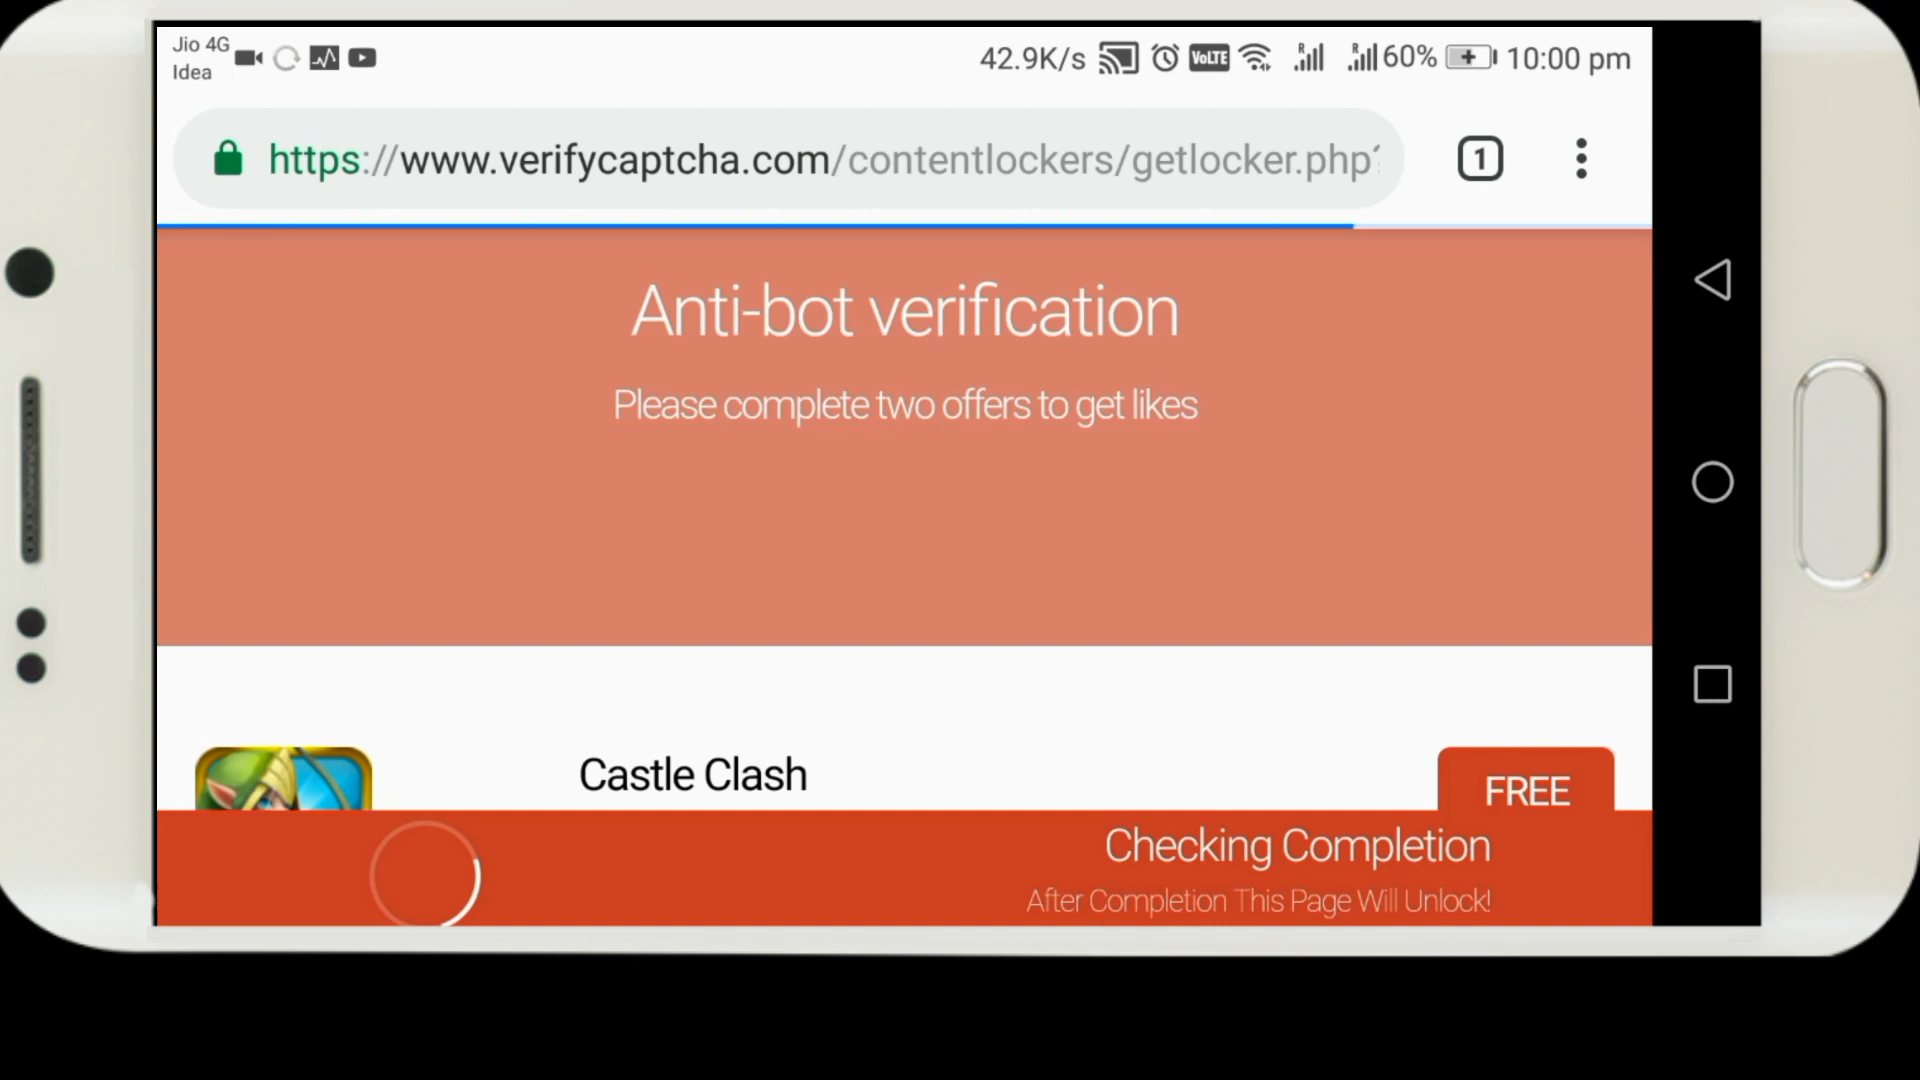 Jio 4G
Idea
42.9K/s VoLTE R R 60% 10:00 pm
https://www.verifycaptcha.com/contentlockers/getlocker.php?
1
Anti-bot verification
Please complete two offers to get likes
Castle Clash
FREE
Checking Completion
After Completion This Page Will Unlock!